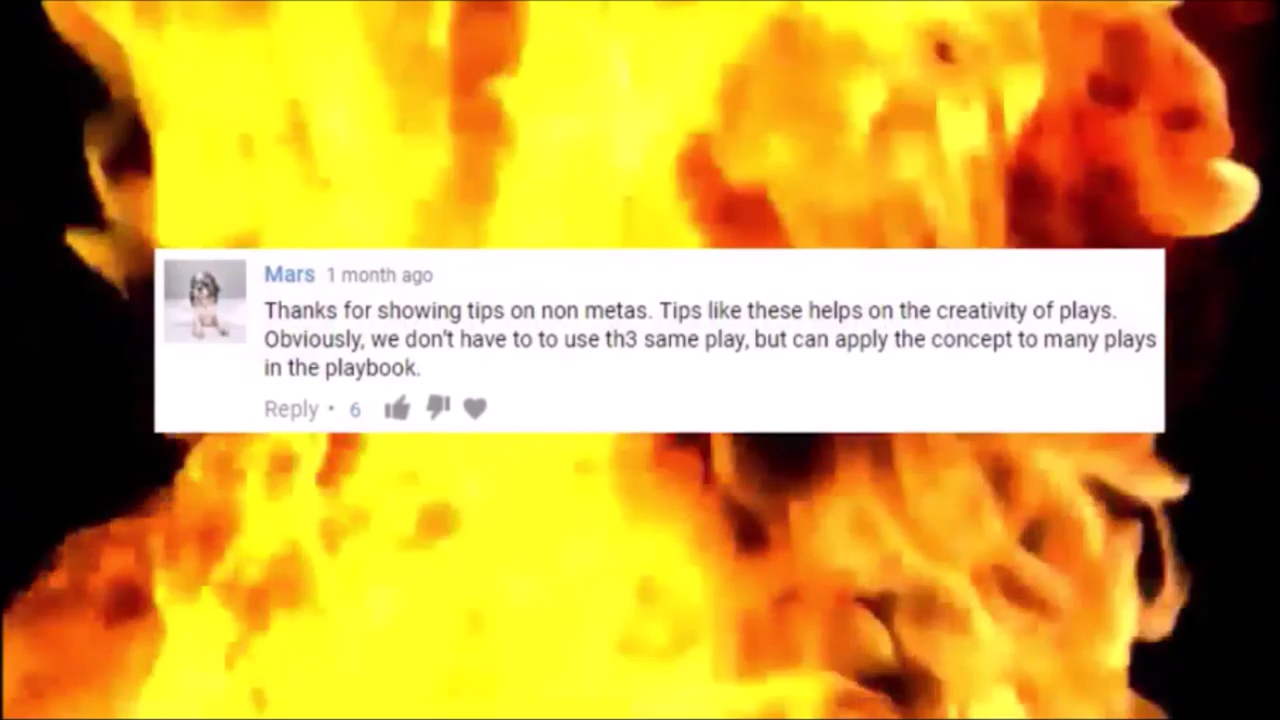 Mars 1 month ago
Thanks for showing tips on non metas. Tips like these helps on the creativity of plays.
Obviously, we don't have to to use th3 same play, but can apply the concept to many plays
in the playbook.
Reply • 6